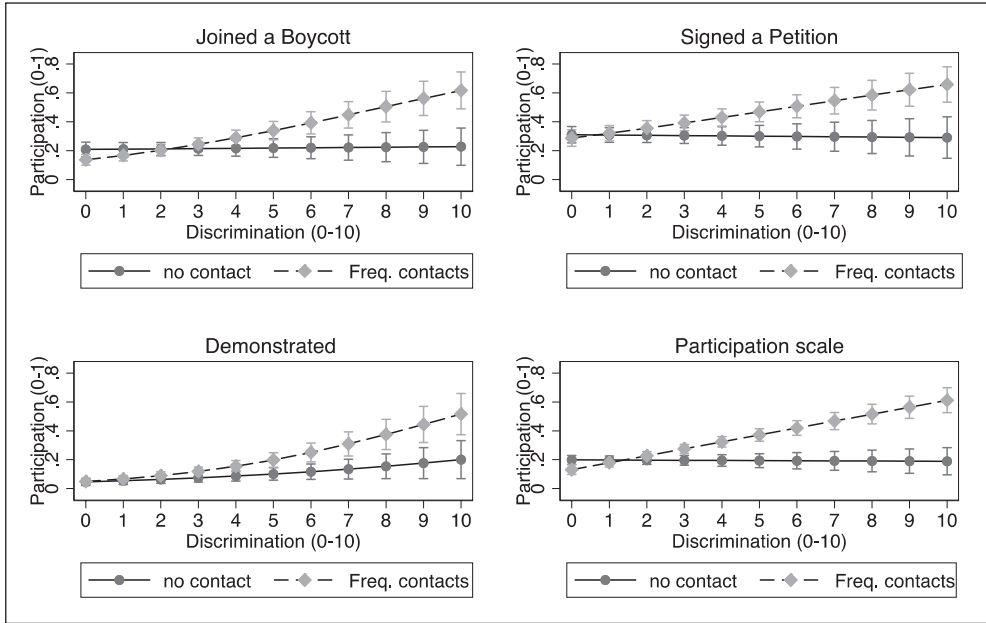 Joined a Boycott
Participation (0-1)
0 .2 .4 .6 .8
0 1 2 3 4 5 6 7 8 9 10
Discrimination (0-10)
no contact Freq. contacts
Signed a Petition
Participation (0-1)
0 .2 .4 .6 .8
0 1 2 3 4 5 6 7 8 9 10
Discrimination (0-10)
no contact Freq. contacts
Demonstrated
Participation (0-1)
0 .2 .4 .6 .8
0 1 2 3 4 5 6 7 8 9 10
Discrimination (0-10)
no contact Freq. contacts
Participation scale
Participation (0-1)
0 .2 .4 .6 .8
0 1 2 3 4 5 6 7 8 9 10
Discrimination (0-10)
no contact Freq. contacts